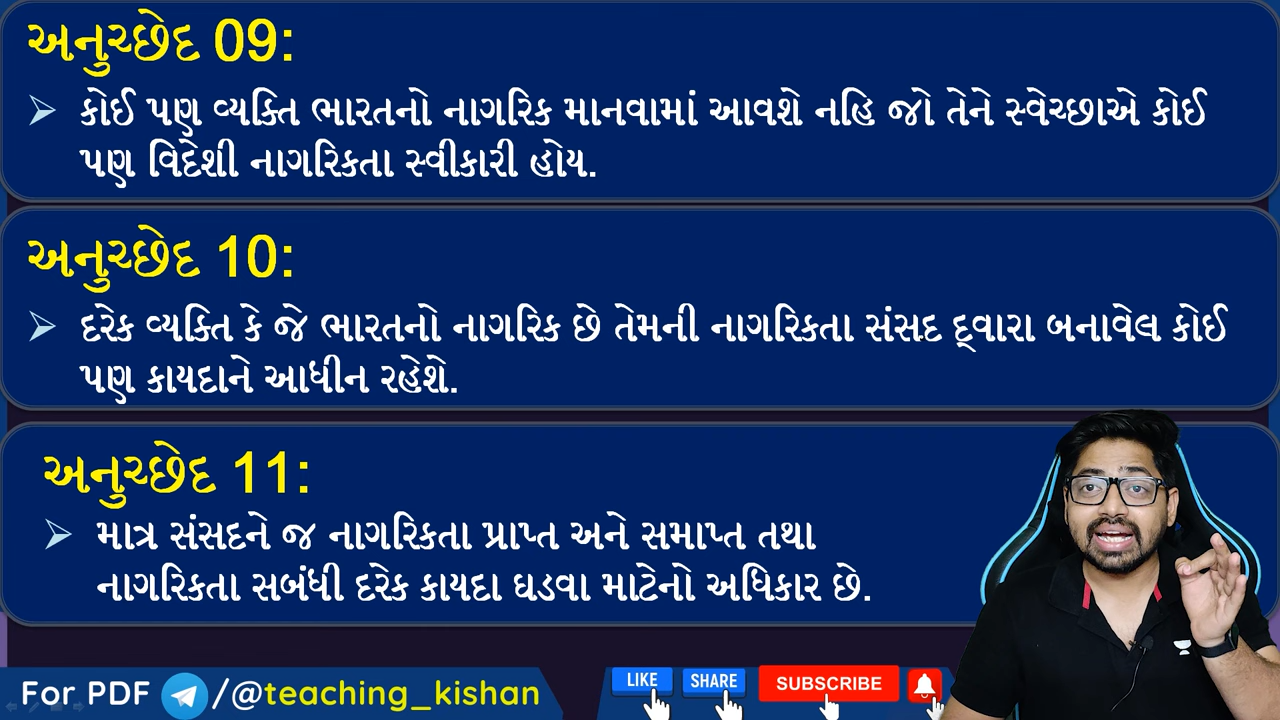 અનુચ્છેદ 09:
કોઈ પણ વ્યક્તિ ભારતનો નાગરિક માનવામાં આવશે નહિ જો તેને સ્વેચ્છાએ કોઈ
પણ વિદેશી નાગરિકતા સ્વીકારી હોય.
અનુચ્છેદ 10:
દરેક વ્યક્તિ કે જે ભારતનો નાગરિક છે તેમની નાગરિકતા સંસદ દ્વારા બનાવેલ કોઈ
પણ કાયદાને આધીન રહેશે.
અનુચ્છેદ 11:
માત્ર સંસદને જ નાગરિકતા પ્રાપ્ત અને સમાપ્ત તથા
નાગરિકતા સબંધી દરેક કાયદા ઘડવા માટેનો અધિકાર છે.
For PDF /@teaching_kishan LIKE SHARE SUBSCRIBE